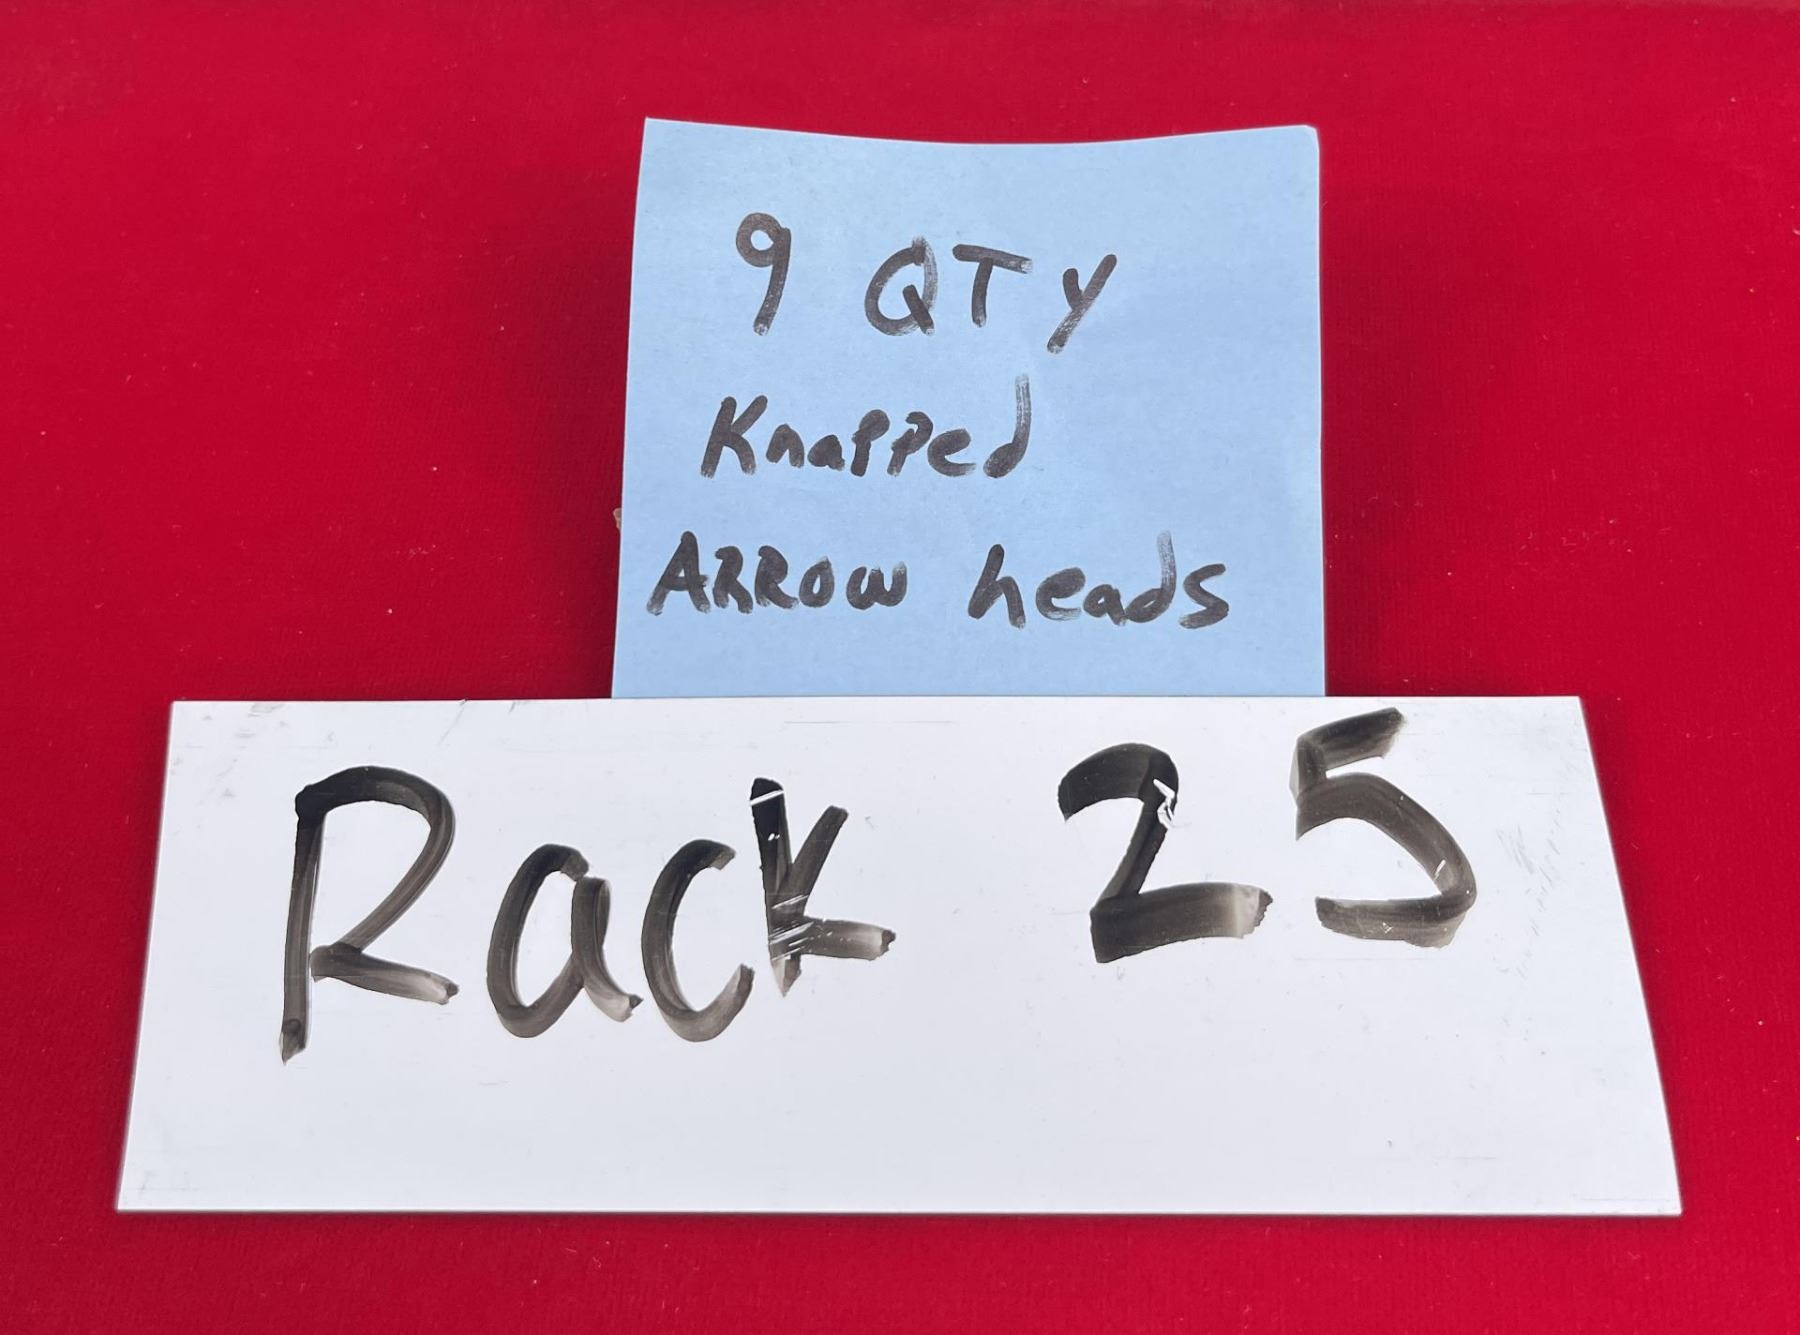 9 QTY
Knapped
ARROW heads
Rack 25